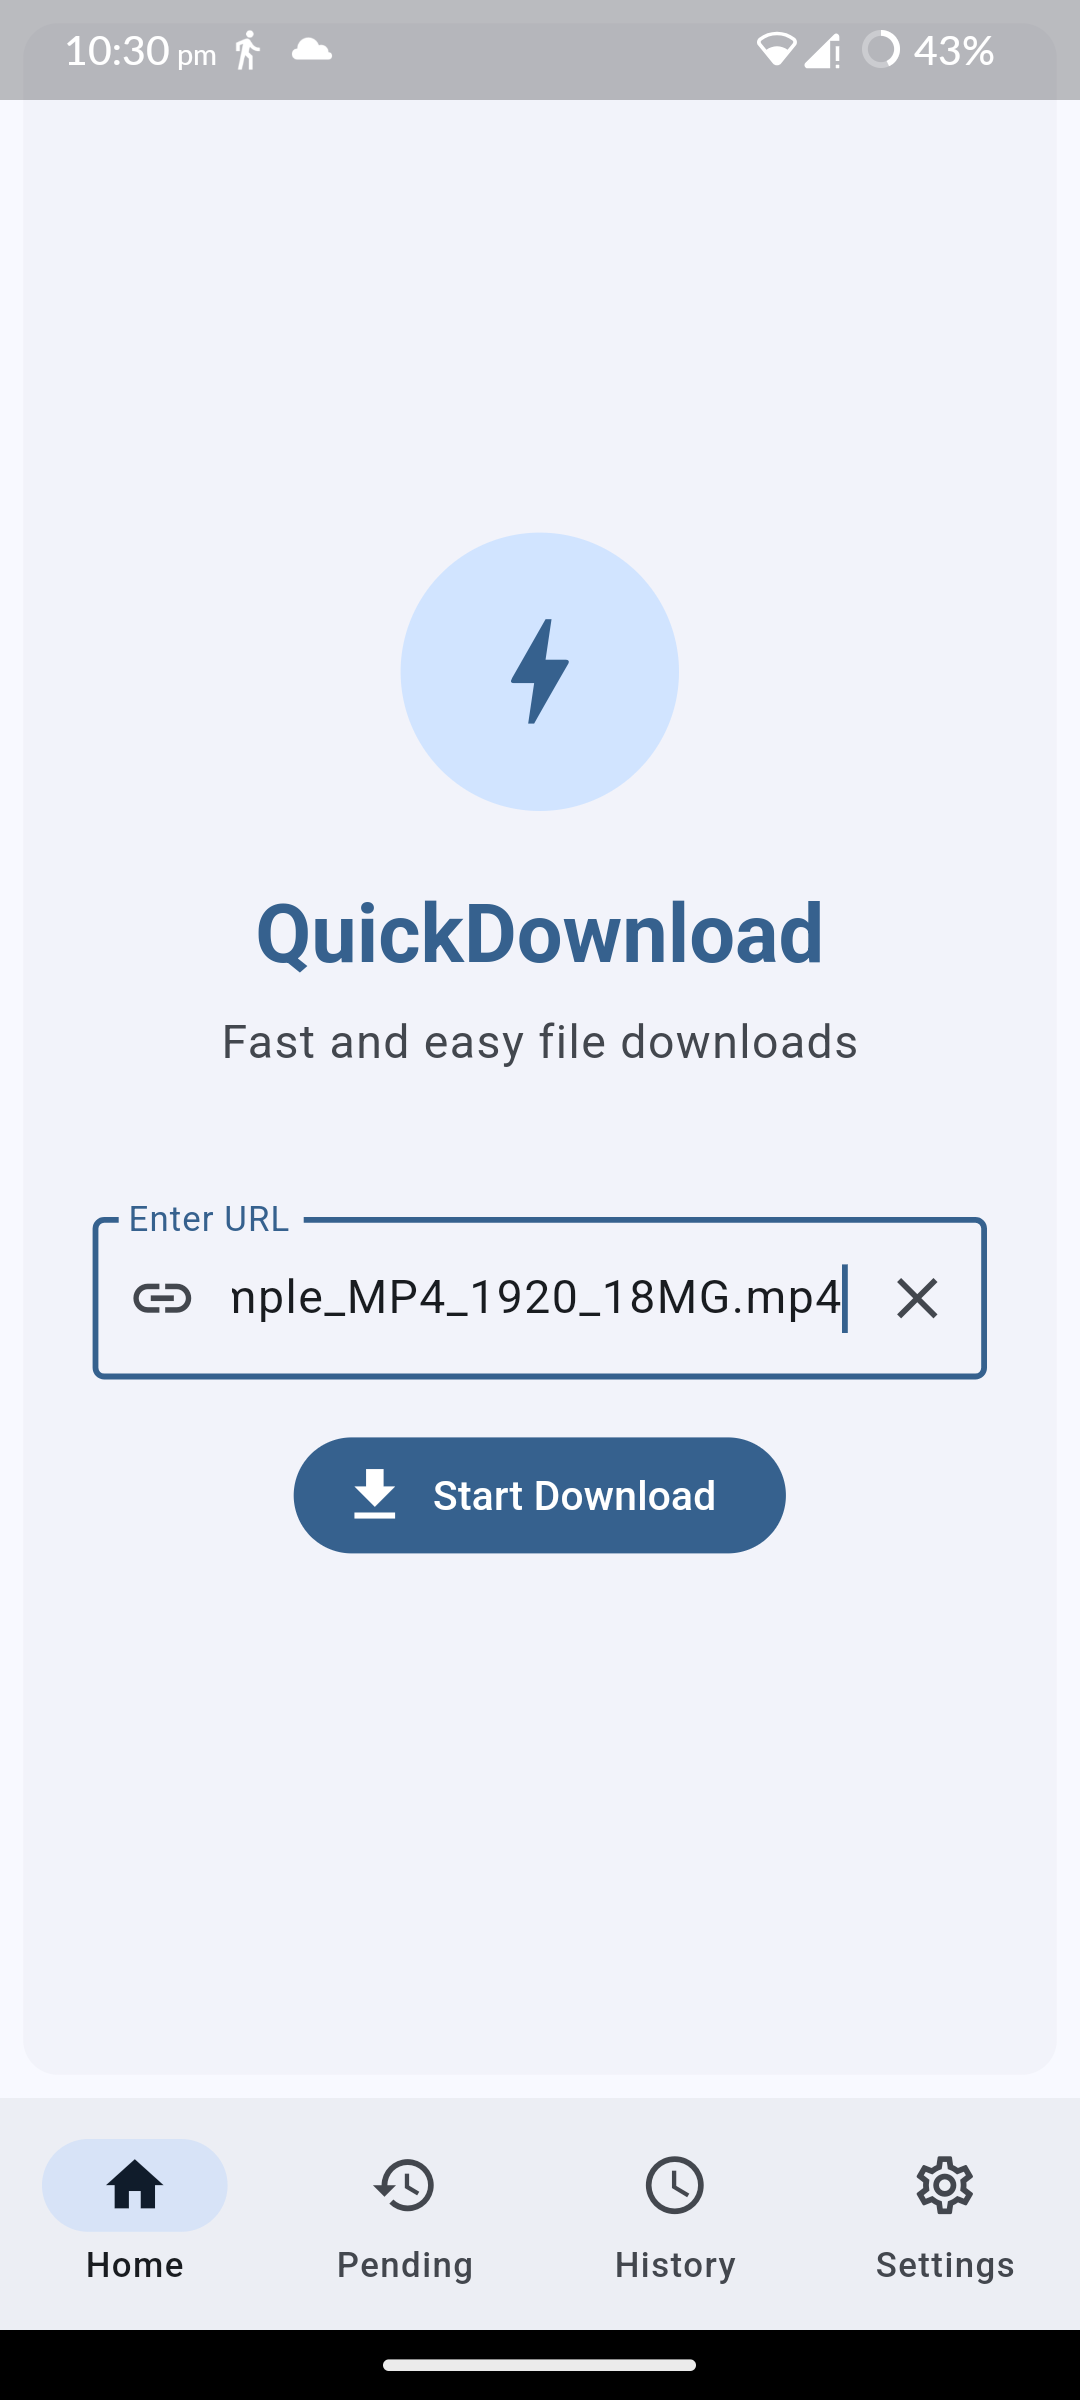 10:30 pm 43%
QuickDownload
Fast and easy file downloads
Enter URL
nple_MP4_1920_18MG.mp4
Start Download
Home Pending History Settings